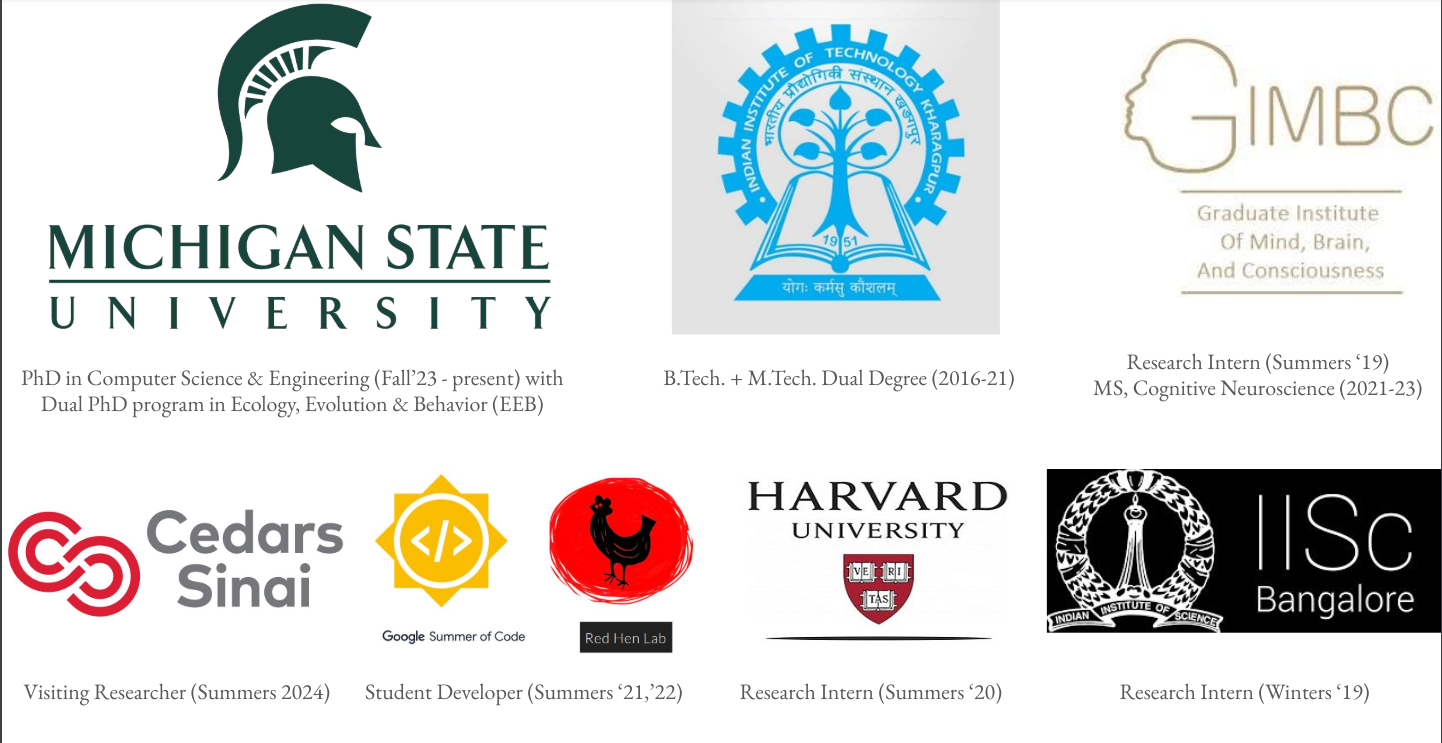 MICHIGAN STATE
UNIVERSITY
PhD in Computer Science & Engineering (Fall’23 - present) with
Dual PhD program in Ecology, Evolution & Behavior (EEB)
INDIAN INSTITUTE OF TECHNOLOGY KHARAGPUR
भारतीय प्रौद्योगिकी संस्थान खड़गपुर
1951
योगः कर्मसु कौशलम्
B.Tech. + M.Tech. Dual Degree (2016-21)
GIMBC
Graduate Institute
Of Mind, Brain,
And Consciousness
Research Intern (Summers ‘19)
MS, Cognitive Neuroscience (2021-23)
Cedars
Sinai
Visiting Researcher (Summers 2024)
</>
Google Summer of Code
Red Hen Lab
Student Developer (Summers ‘21,’22)
HARVARD
UNIVERSITY
VE RI
TAS
Research Intern (Summers ‘20)
INDIAN INSTITUTE OF SCIENCE
IISc
Bangalore
Research Intern (Winters ‘19)